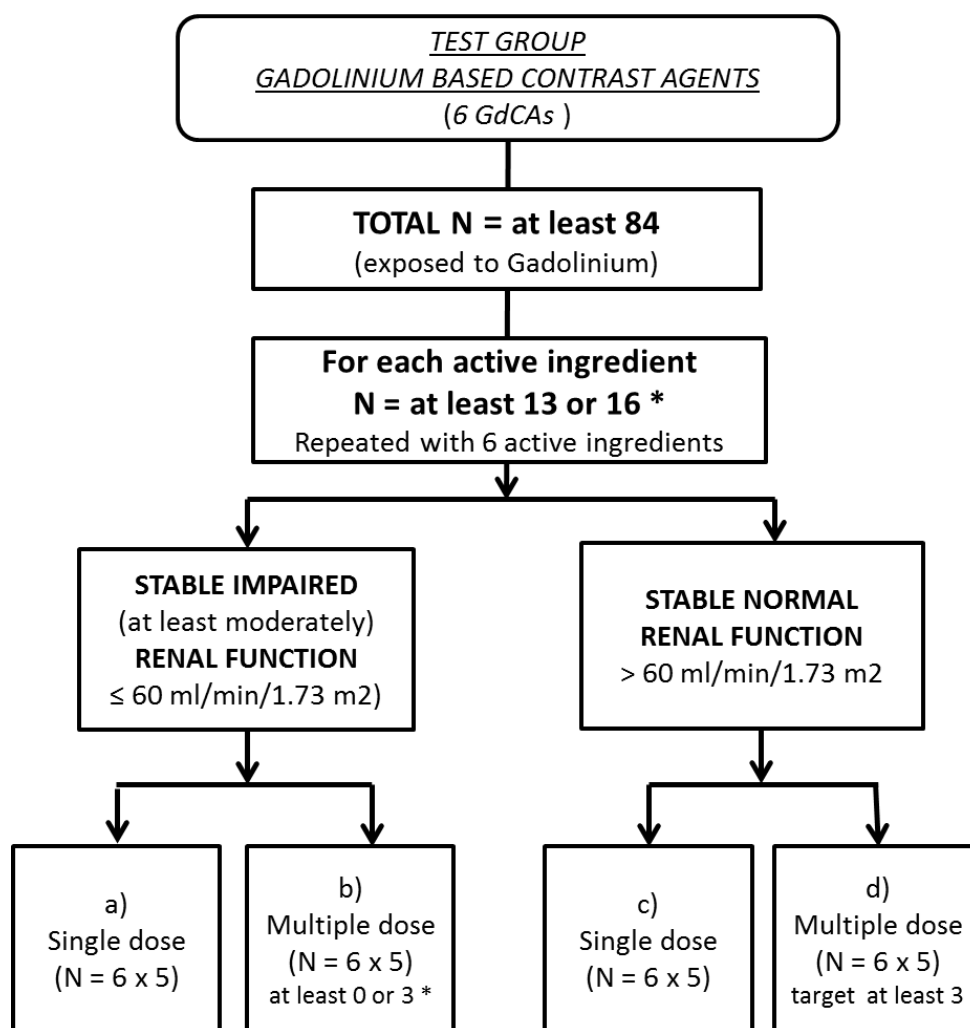 TEST GROUP
GADOLINIUM BASED CONTRAST AGENTS
(6 GdCAs )
TOTAL N = at least 84
(exposed to Gadolinium)
For each active ingredient
N = at least 13 or 16 *
Repeated with 6 active ingredients
STABLE IMPAIRED
(at least moderately)
RENAL FUNCTION
≤ 60 ml/min/1.73 m2)
STABLE NORMAL
RENAL FUNCTION
> 60 ml/min/1.73 m2
a)
Single dose
(N = 6 x 5)
b)
Multiple dose
(N = 6 x 5)
at least 0 or 3 *
c)
Single dose
(N = 6 x 5)
d)
Multiple dose
(N = 6 x 5)
target at least 3